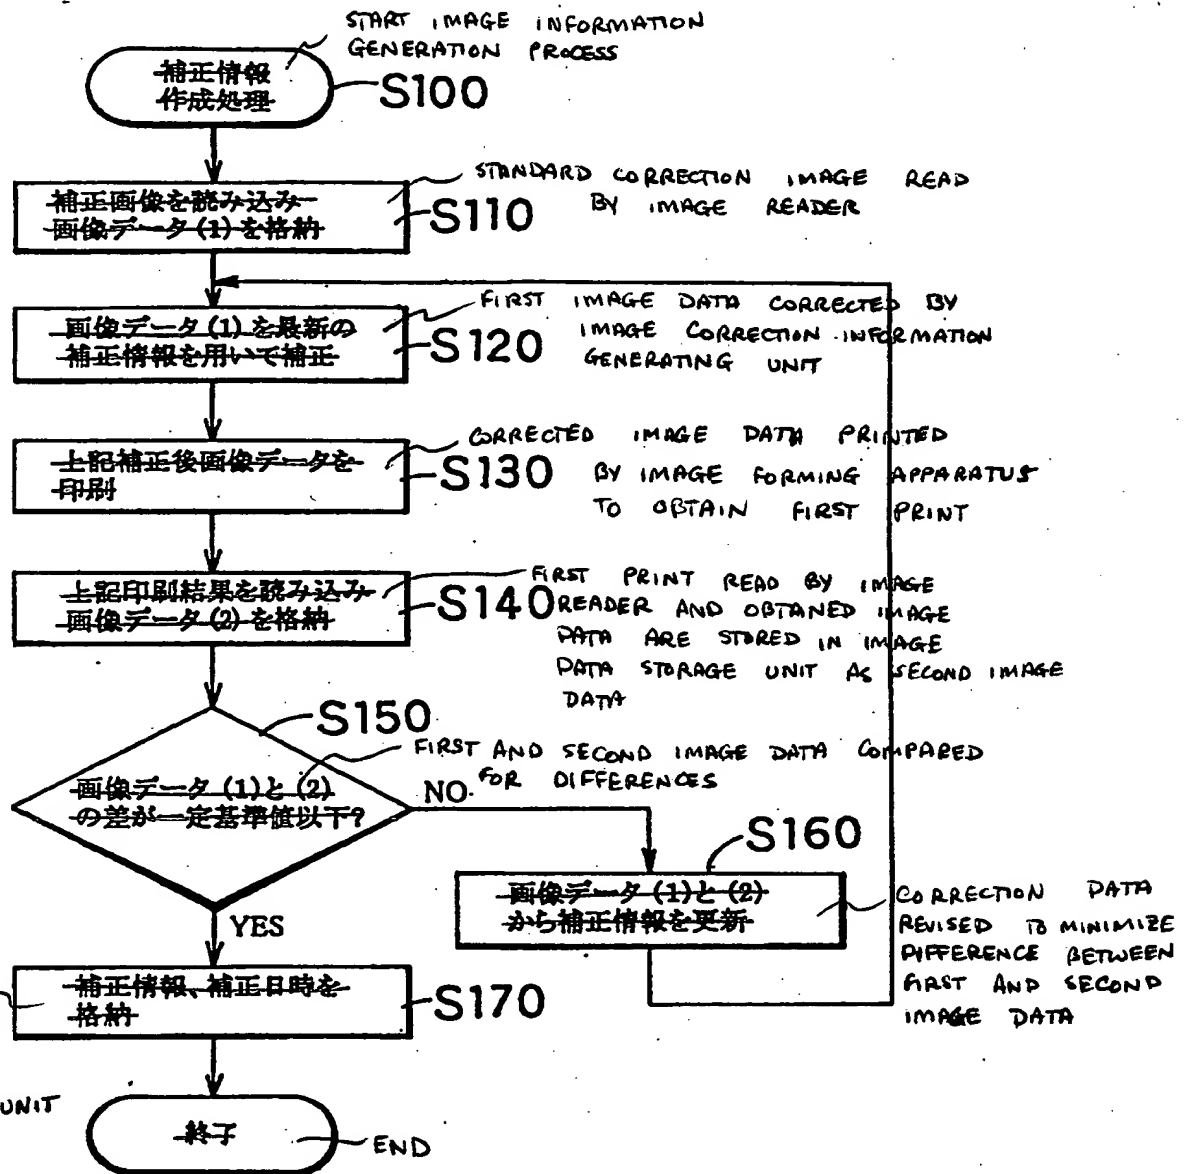 START IMAGE INFORMATION
GENERATION PROCESS
補正情報
作成処理
S100
STANDARD CORRECTION IMAGE READ
BY IMAGE READER
補正画像を読み込み
画像データ(1)を格納
S110
FIRST IMAGE DATA CORRECTED BY
IMAGE CORRECTION INFORMATION
GENERATING UNIT
画像データ(1)を最新の
補正情報を用いて補正
S120
CORRECTED IMAGE DATA PRINTED
BY IMAGE FORMING APPARATUS
TO OBTAIN FIRST PRINT
上記補正後画像データを
印刷
S130
FIRST PRINT READ BY IMAGE
READER AND OBTAINED IMAGE
DATA ARE STORED IN IMAGE
DATA STORAGE UNIT AS SECOND IMAGE
DATA
上記印刷結果を読み込み
画像データ(2)を格納
S140
S150
FIRST AND SECOND IMAGE DATA COMPARED
FOR DIFFERENCES
画像データ(1)と(2)
の差が一定基準値以下?
NO
S160
画像データ(1)と(2)
から補正情報を更新
CORRECTION DATA
REVISED TO MINIMIZE
DIFFERENCE BETWEEN
FIRST AND SECOND
IMAGE DATA
YES
補正情報、補正日時を
格納
S170
UNIT
終了
END